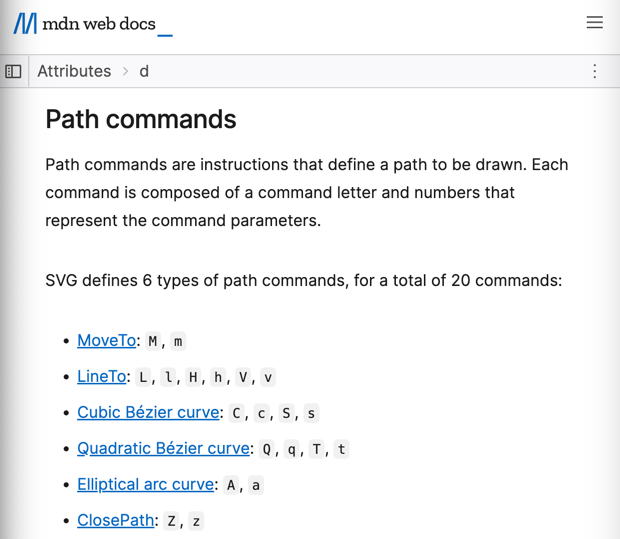 mdn web docs_
Attributes > d
Path commands
Path commands are instructions that define a path to be drawn. Each
command is composed of a command letter and numbers that
represent the command parameters.
SVG defines 6 types of path commands, for a total of 20 commands:
• MoveTo: M, m
• LineTo: L, l, H, h, V, v
• Cubic Bézier curve: C, c, S, s
• Quadratic Bézier curve: Q, q, T, t
• Elliptical arc curve: A, a
• ClosePath: Z, z